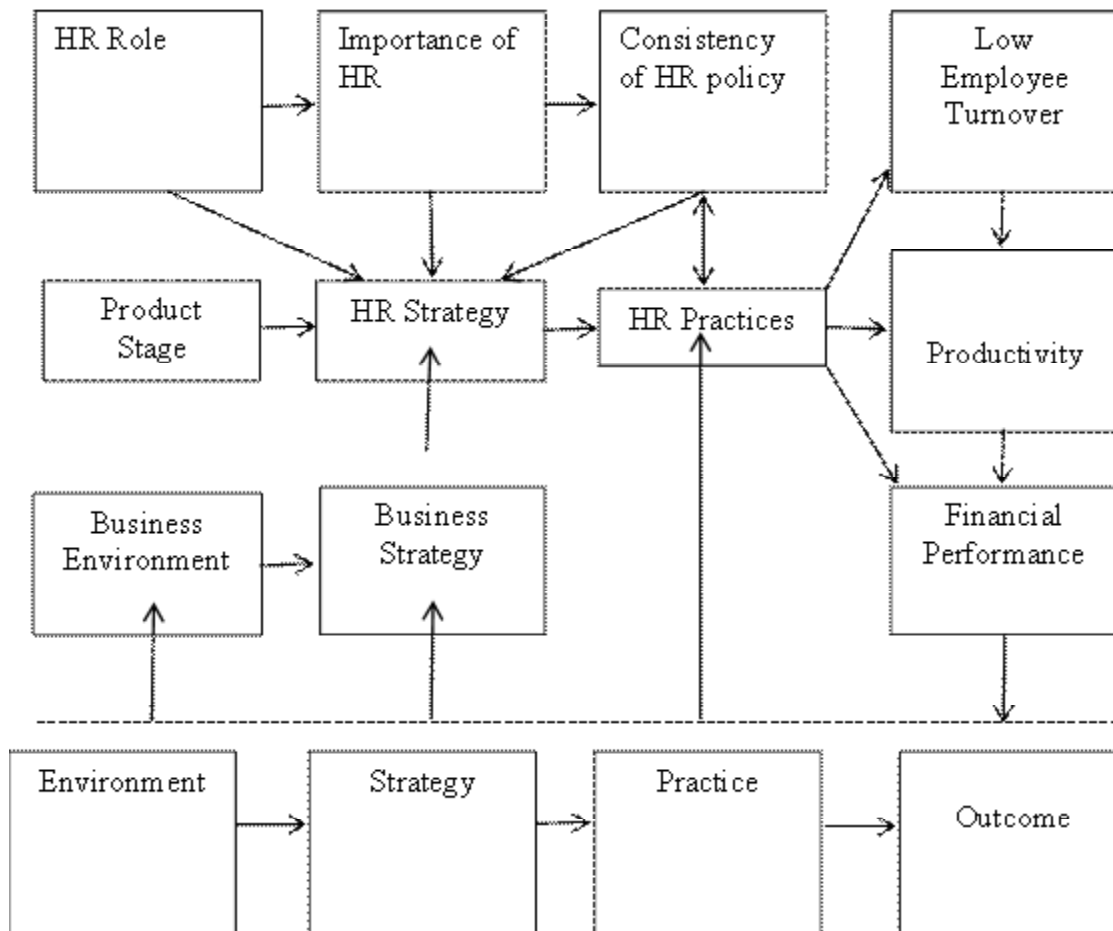 HR Role
Importance of
HR
Consistency
of HR policy
Low
Employee
Turnover
Product
Stage
HR Strategy
HR Practices
Productivity
Business
Environment
Business
Strategy
Financial
Performance
Environment
Strategy
Practice
Outcome